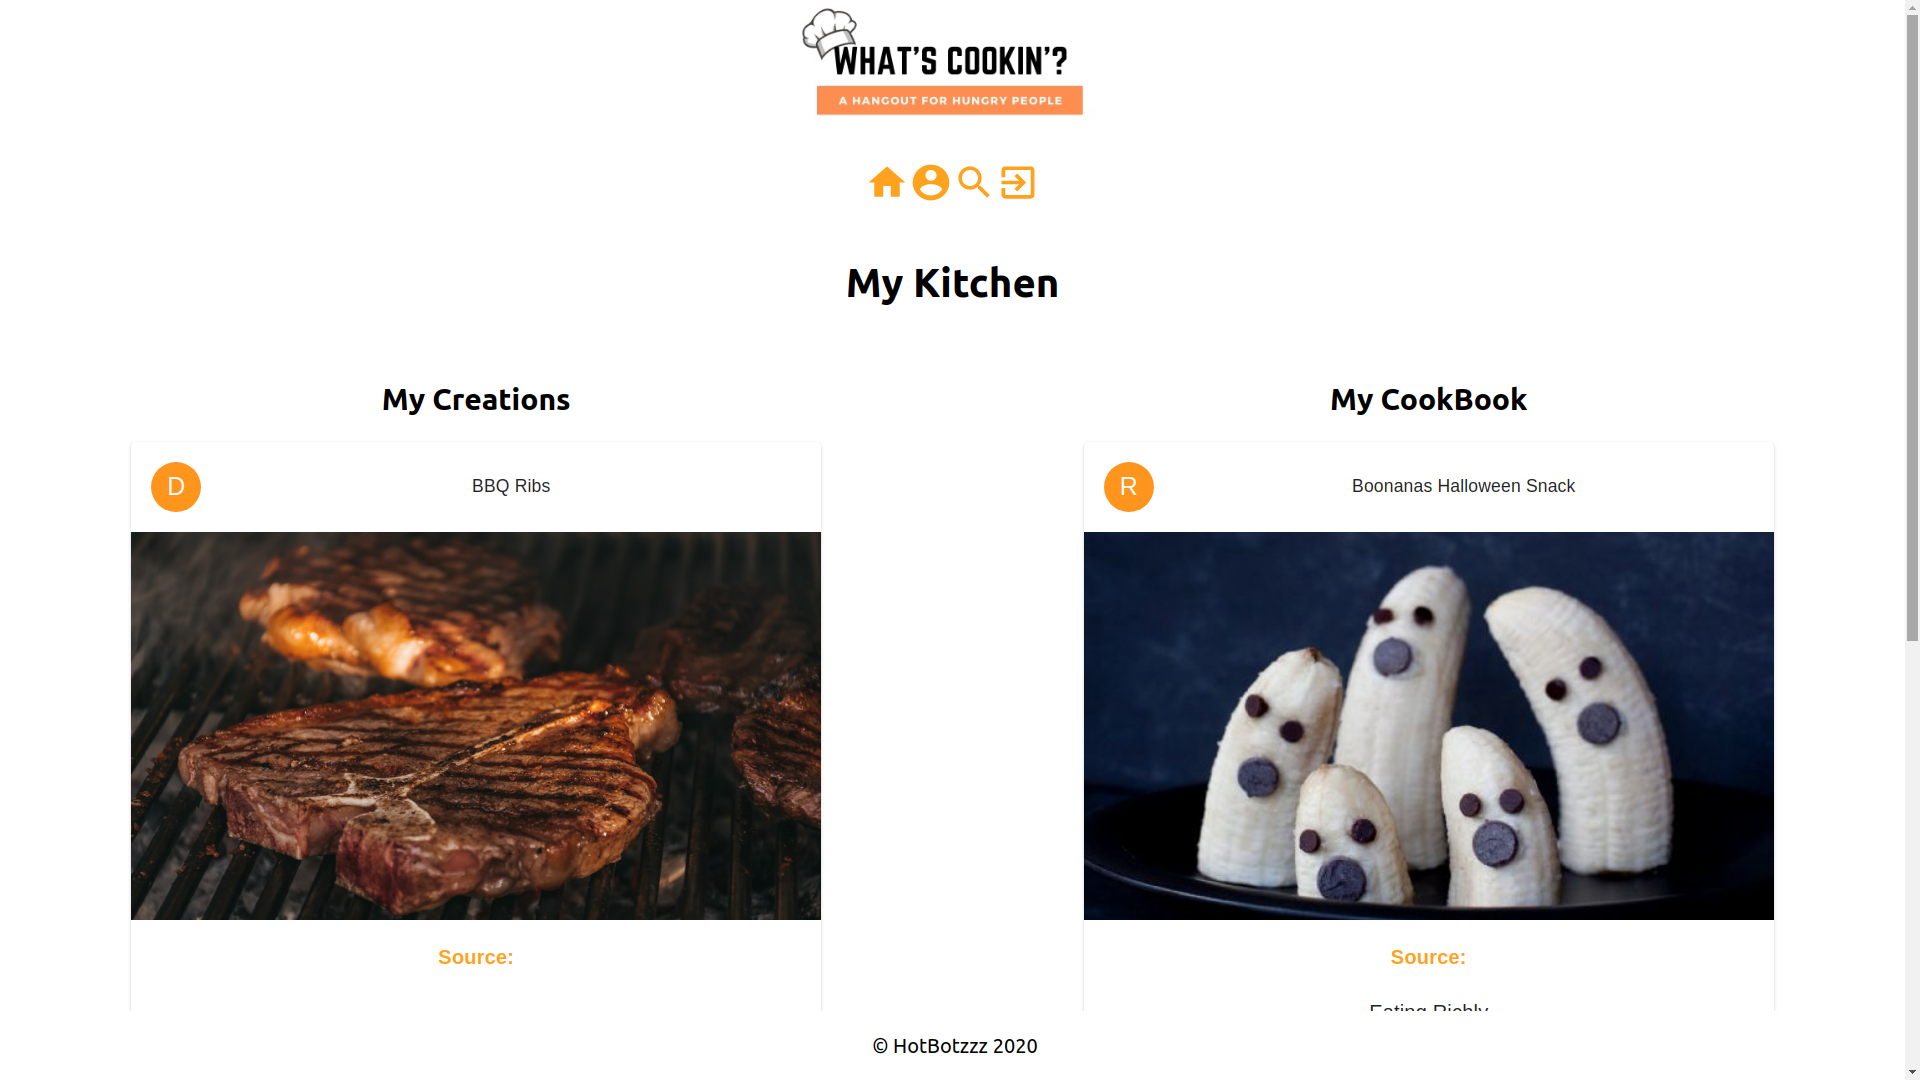 WHAT'S COOKIN'?
A HANGOUT FOR HUNGRY PEOPLE
My Kitchen
My Creations
My CookBook
D
BBQ Ribs
R
Boonanas Halloween Snack
Source:
Source:
Eating Richly
© HotBotzzz 2020